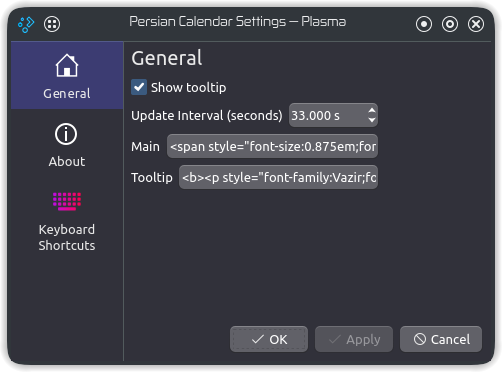 Persian Calendar Settings — Plasma
General
General
Show tooltip
Update Interval (seconds) 33.000 s
Main <span style="font-size:0.875em;for
About
Tooltip <b><p style="font-family:Vazir;fo
Keyboard
Shortcuts
OK Apply Cancel